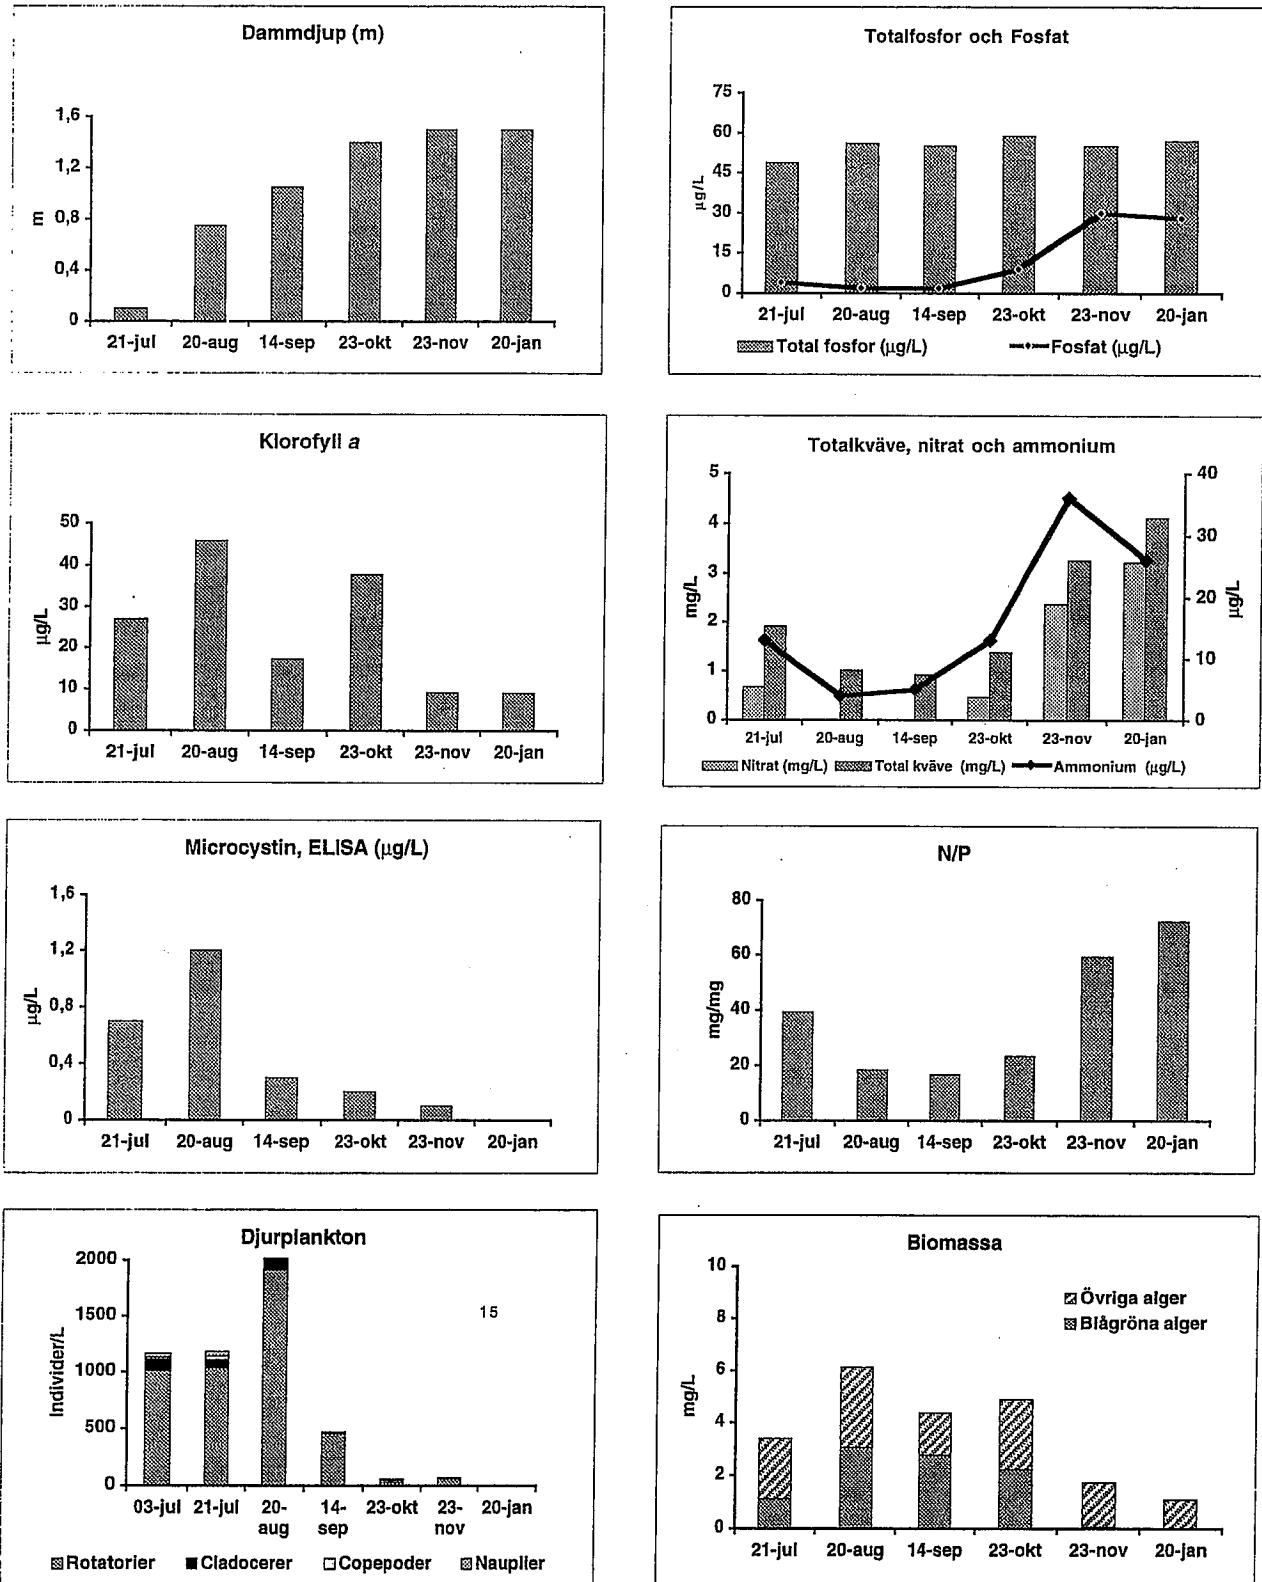 Dammdjup (m)
1,6
1,2
0,8
0,4
0
m
21-jul 20-aug 14-sep 23-okt 23-nov 20-jan
Totalfosfor och Fosfat
75
60
45
30
15
0
µg/L
21-jul 20-aug 14-sep 23-okt 23-nov 20-jan
Total fosfor (µg/L) Fosfat (µg/L)
Klorofyll a
50
40
30
20
10
0
µg/L
21-jul 20-aug 14-sep 23-okt 23-nov 20-jan
Totalkväve, nitrat och ammonium
5
4
3
2
1
0
mg/L
40
30
20
10
0
µg/L
21-jul 20-aug 14-sep 23-okt 23-nov 20-jan
Nitrat (mg/L) Total kväve (mg/L) Ammonium (µg/L)
Microcystin, ELISA (µg/L)
1,6
1,2
0,8
0,4
0
µg/L
21-jul 20-aug 14-sep 23-okt 23-nov 20-jan
N/P
80
60
40
20
0
mg/mg
21-jul 20-aug 14-sep 23-okt 23-nov 20-jan
Djurplankton
2000
1500
1000
500
0
Individer/L
15
03-jul 21-jul 20- 14- 23-okt 23- 20-jan
aug sep nov
Rotatorier Cladocerer Copepoder Nauplier
Biomassa
10
8
6
4
2
0
mg/L
Övriga alger
Blågröna alger
21-jul 20-aug 14-sep 23-okt 23-nov 20-jan